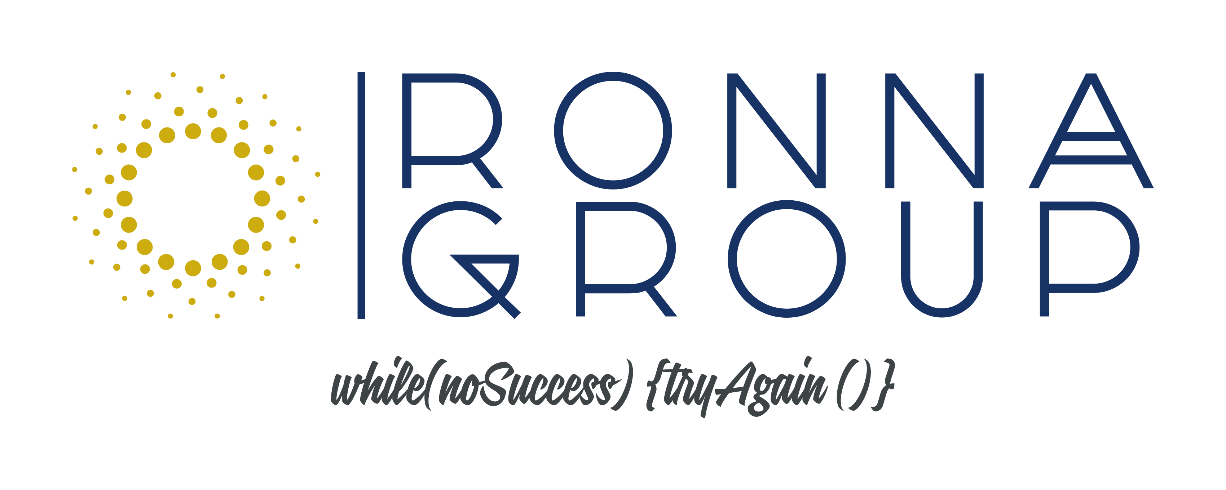 RONNA
GROUP
while(noSuccess) {tryAgain ()}